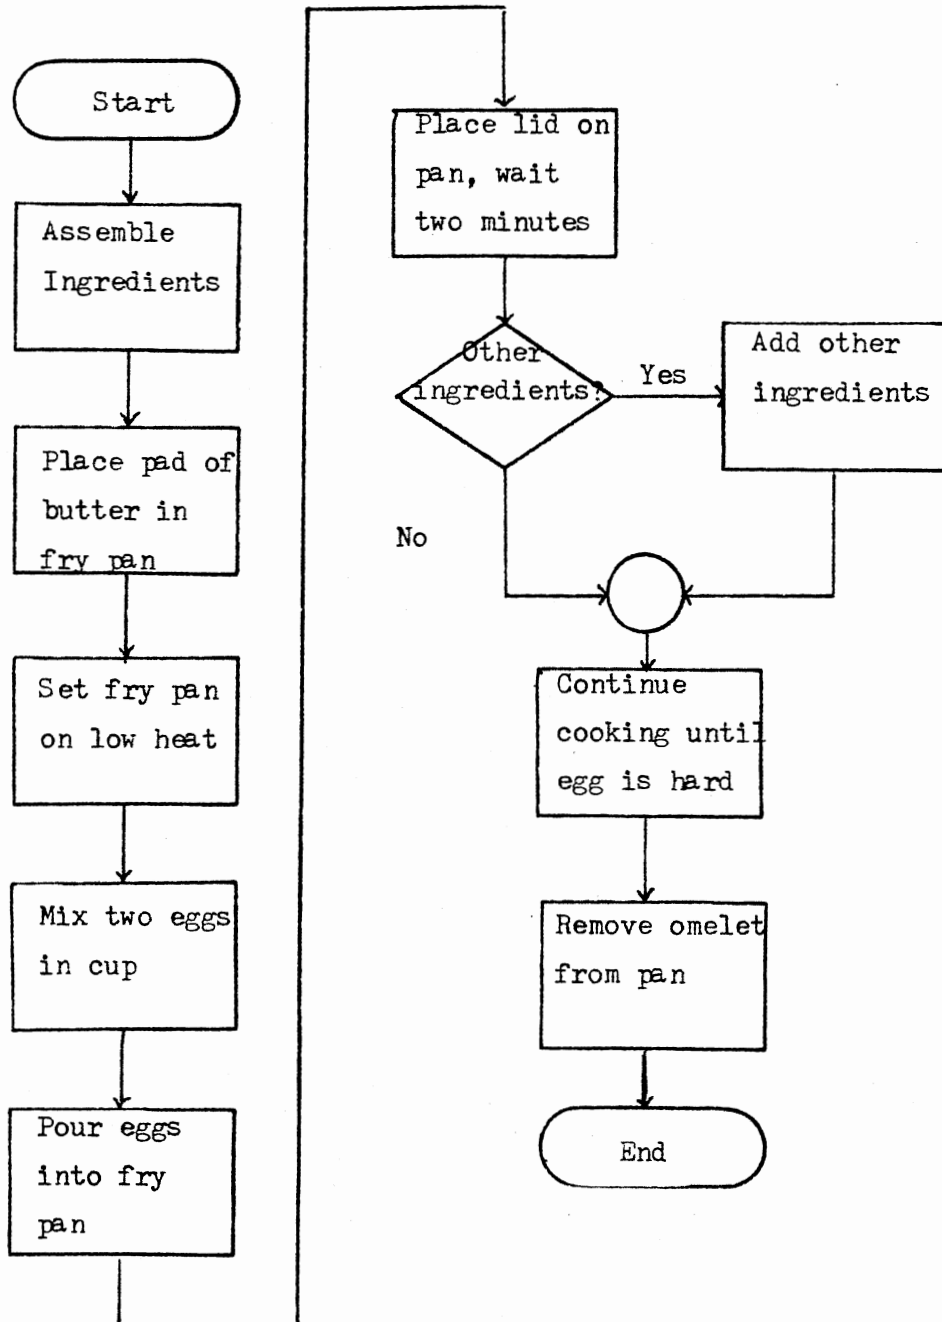 Start
Assemble
Ingredients
Place pad of
butter in
fry pan
Set fry pan
on low heat
Mix two eggs
in cup
Pour eggs
into fry
pan
Place lid on
pan, wait
two minutes
Other
ingredients?
Yes
Add other
ingredients
No
Continue
cooking until
egg is hard
Remove omelet
from pan
End